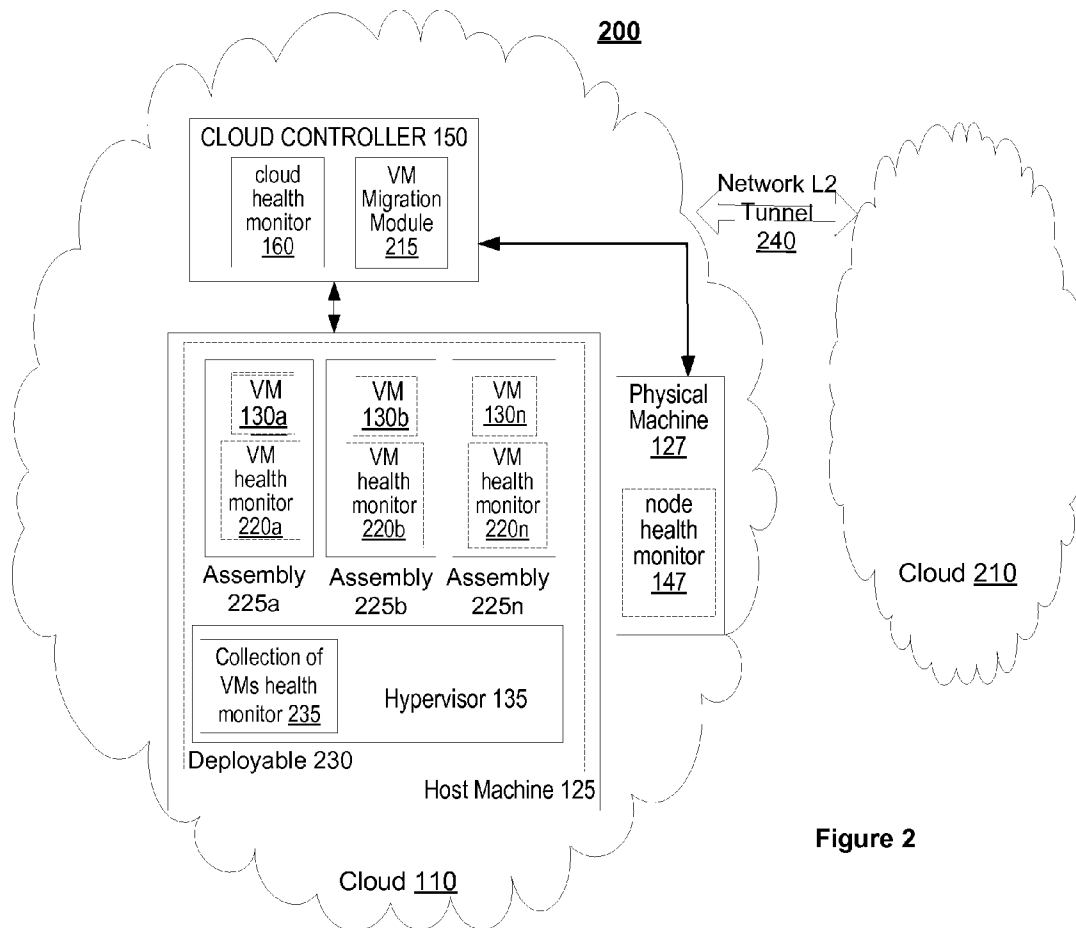 200
CLOUD CONTROLLER 150
cloud
health
monitor
160
VM
Migration
Module
215
Network L2
Tunnel
240
VM
130a
VM
health
monitor
220a
Assembly
225a
VM
130b
VM
health
monitor
220b
Assembly
225b
VM
130n
VM
health
monitor
220n
Assembly
225n
Physical
Machine
127
node
health
monitor
147
Collection of
VMs health
monitor 235
Hypervisor 135
Deployable 230
Host Machine 125
Cloud 110
Cloud 210
Figure 2